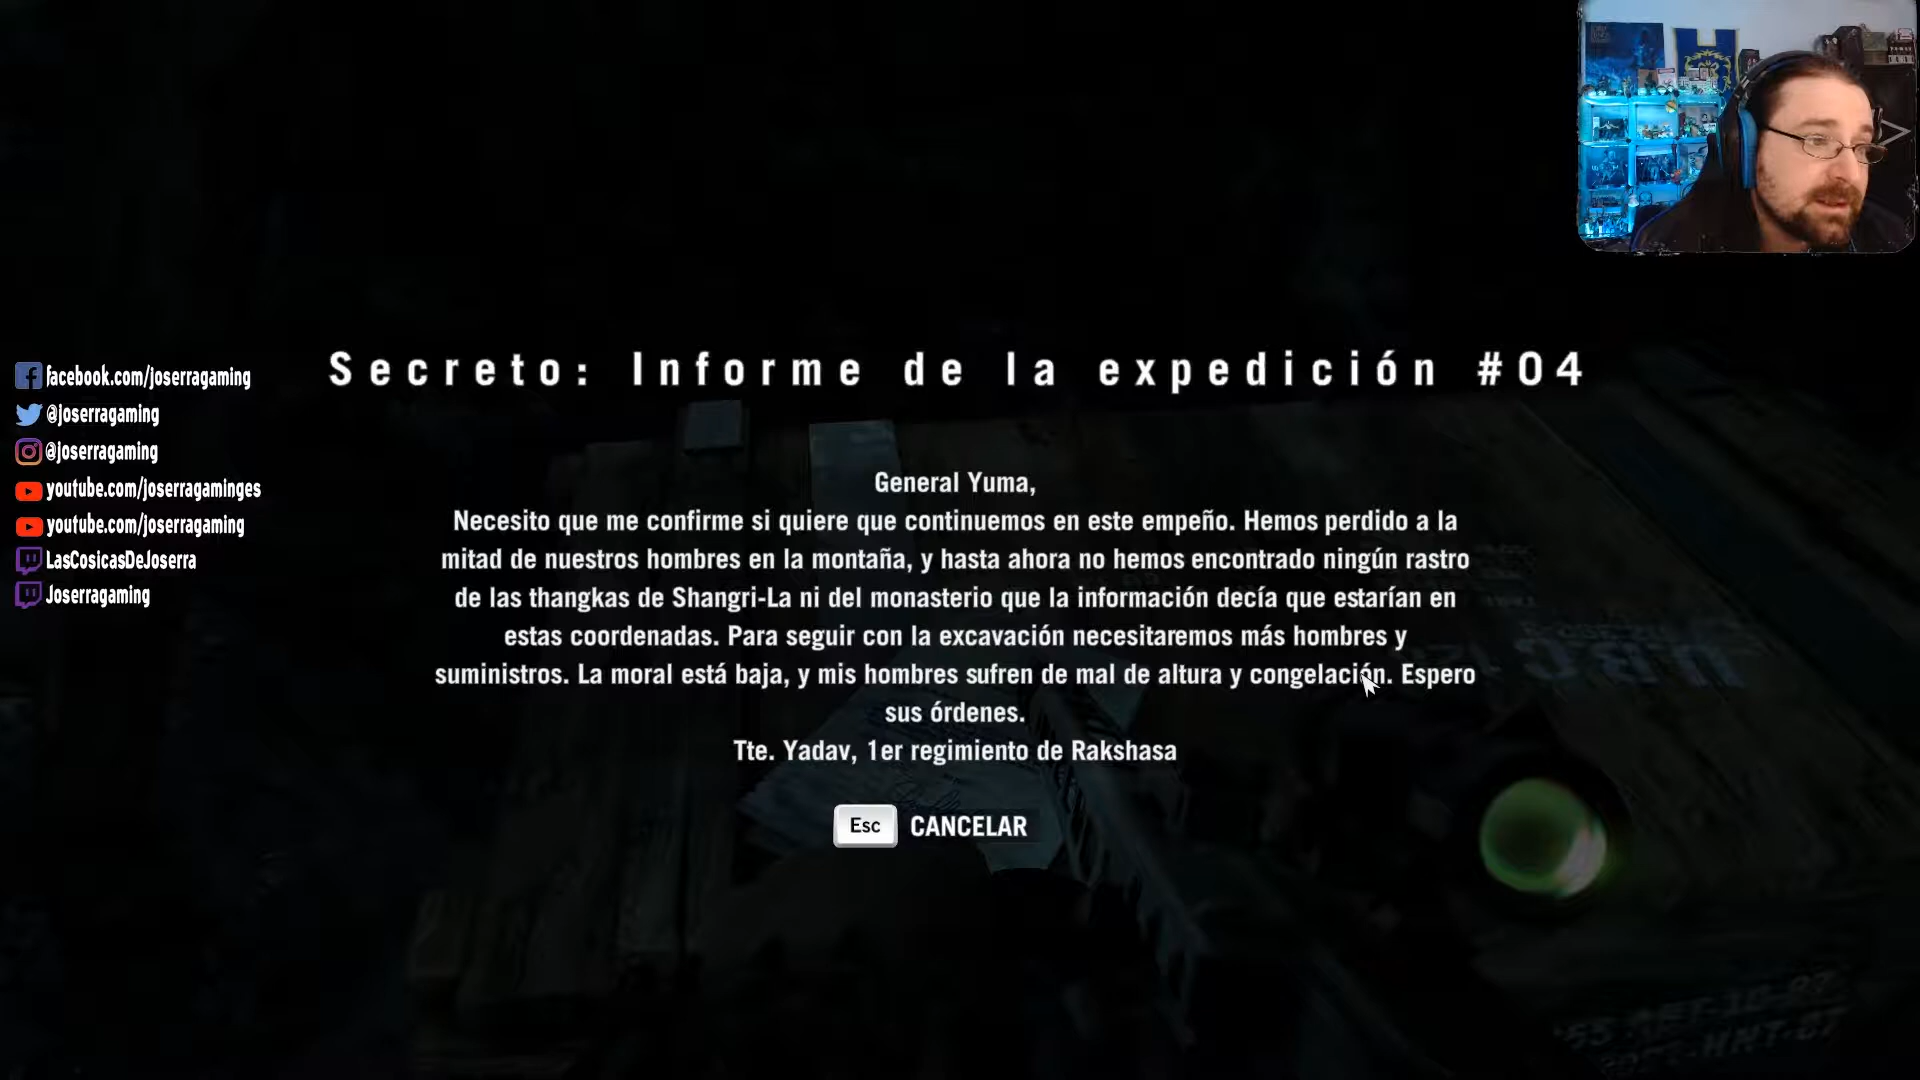 Secreto: Informe de la expedición #04
facebook.com/joserragaming
@joserragaming
@joserragaming
youtube.com/joserragaminges
youtube.com/joserragaming
LasCosicasDeJoserra
Joserragaming
General Yuma,
Necesito que me confirme si quiere que continuemos en este empeño. Hemos perdido a la
mitad de nuestros hombres en la montaña, y hasta ahora no hemos encontrado ningún rastro
de las thangkas de Shangri-La ni del monasterio que la información decía que estarían en
estas coordenadas. Para seguir con la excavación necesitaremos más hombres y
suministros. La moral está baja, y mis hombres sufren de mal de altura y congelación. Espero
sus órdenes.
Tte. Yadav, 1er regimiento de Rakshasa
Esc CANCELAR